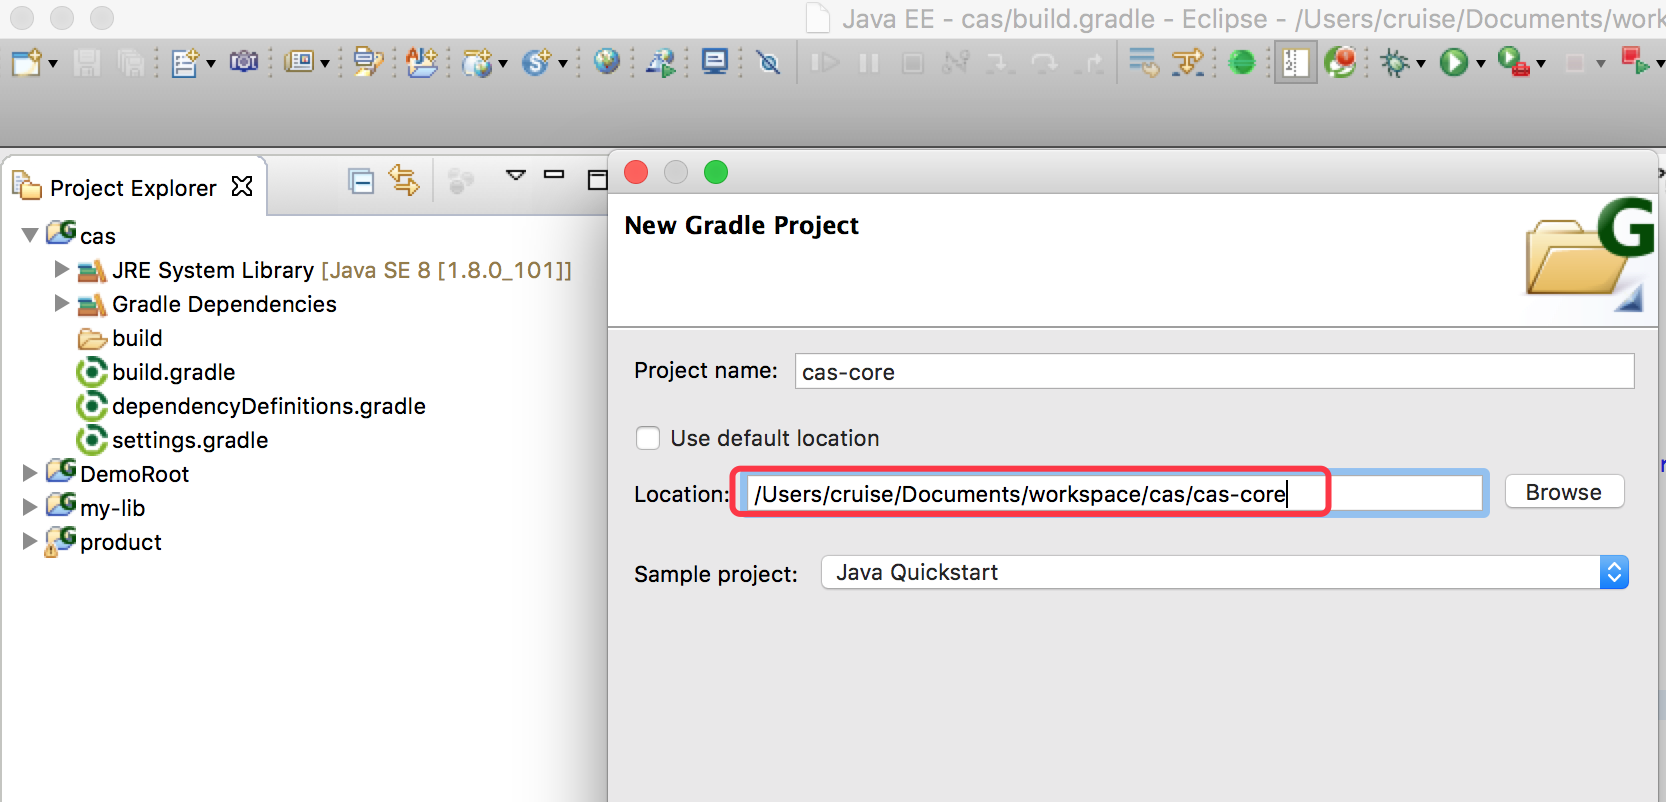 Java EE - cas/build.gradle - Eclipse - /Users/cruise/Documents/work
Project Explorer
cas
JRE System Library [Java SE 8 [1.8.0_101]]
Gradle Dependencies
build
build.gradle
dependencyDefinitions.gradle
settings.gradle
DemoRoot
my-lib
product
New Gradle Project
G
Project name: cas-core
Use default location
Location: /Users/cruise/Documents/workspace/cas/cas-core Browse
Sample project: Java Quickstart